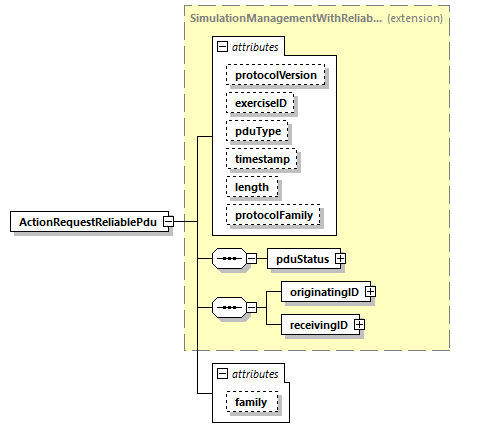 SimulationManagementWithReliab... (extension)
attributes
protocolVersion
exerciseID
pduType
timestamp
length
protocolFamily
ActionRequestReliablePdu
pduStatus
originatingID
receivingID
attributes
family